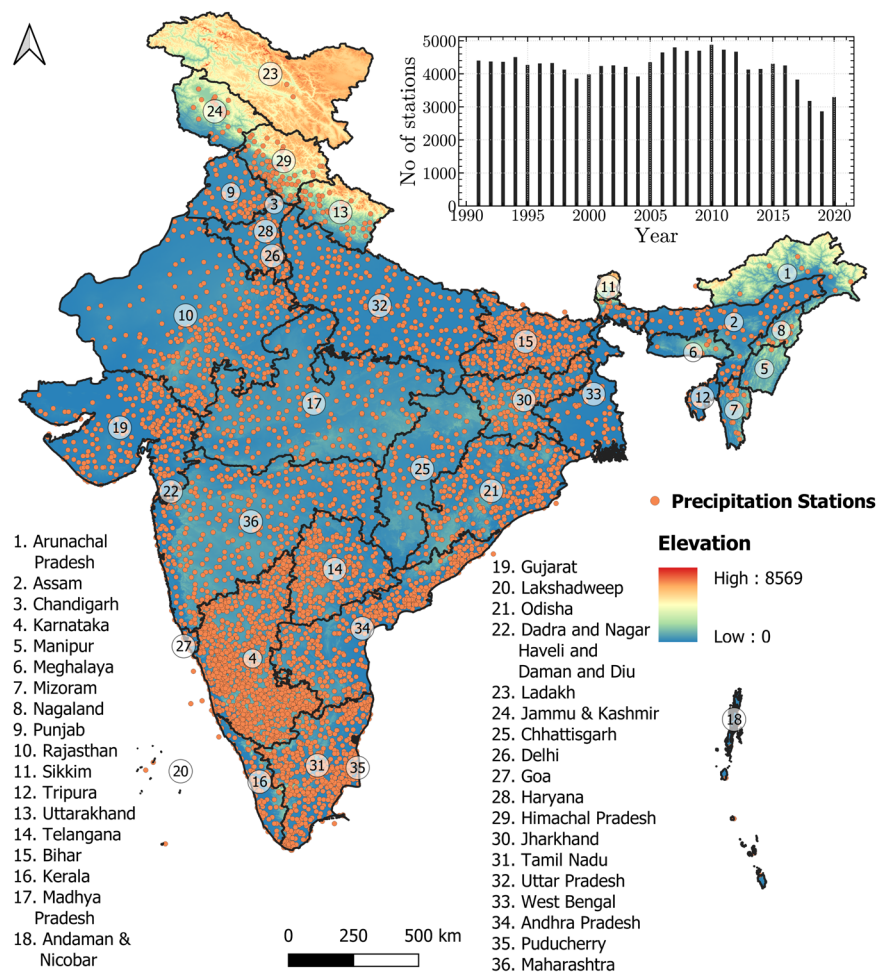 5000
4000
3000
2000
1000
0
No of stations
1990 1995 2000 2005 2010 2015 2020
Year
23
24
29
9
3
13
28
26
1
11
10
32
2
8
15
6
5
17
30
33
12
7
19
25
22
21
36
14
27
34
4
18
31
35
20
16
Precipitation Stations
Elevation
High : 8569
Low : 0
1. Arunachal
Pradesh
2. Assam
3. Chandigarh
4. Karnataka
5. Manipur
6. Meghalaya
7. Mizoram
8. Nagaland
9. Punjab
10. Rajasthan
11. Sikkim
12. Tripura
13. Uttarakhand
14. Telangana
15. Bihar
16. Kerala
17. Madhya
Pradesh
18. Andaman &
Nicobar
19. Gujarat
20. Lakshadweep
21. Odisha
22. Dadra and Nagar
Haveli and
Daman and Diu
23. Ladakh
24. Jammu & Kashmir
25. Chhattisgarh
26. Delhi
27. Goa
28. Haryana
29. Himachal Pradesh
30. Jharkhand
31. Tamil Nadu
32. Uttar Pradesh
33. West Bengal
34. Andhra Pradesh
35. Puducherry
36. Maharashtra
0 250 500 km